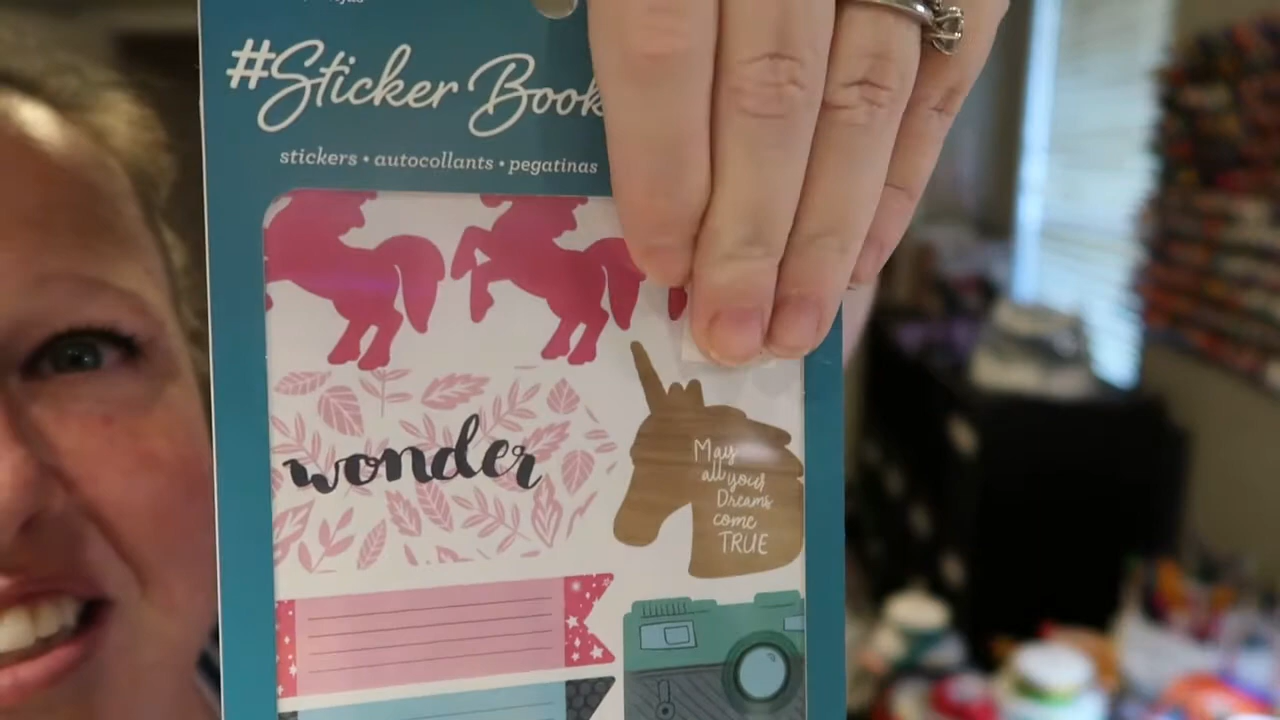 #Sticker Book
stickers • autocollants • pegatinas
wonder
May
all your
Dreams
come
TRUE